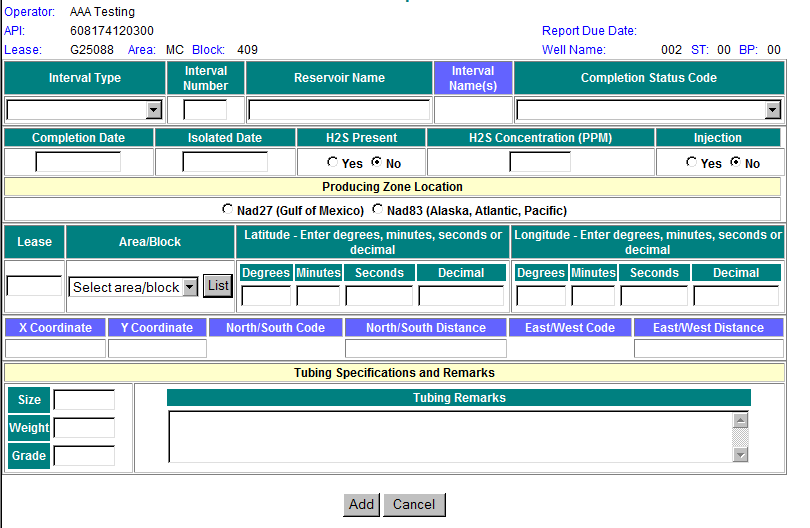 Operator: AAA Testing
API: 608174120300 Report Due Date:
Lease: G25088 Area: MC Block: 409 Well Name: 002 ST: 00 BP: 00
Interval Type Interval Number Reservoir Name Interval Name(s) Completion Status Code
Completion Date Isolated Date H2S Present H2S Concentration (PPM) Injection
Yes No Yes No
Producing Zone Location
Nad27 (Gulf of Mexico) Nad83 (Alaska, Atlantic, Pacific)
Lease Area/Block Latitude - Enter degrees, minutes, seconds or decimal Longitude - Enter degrees, minutes, seconds or decimal
Degrees Minutes Seconds Decimal Degrees Minutes Seconds Decimal
Select area/block List
X Coordinate Y Coordinate North/South Code North/South Distance East/West Code East/West Distance
Tubing Specifications and Remarks
Size Tubing Remarks
Weight
Grade
Add Cancel